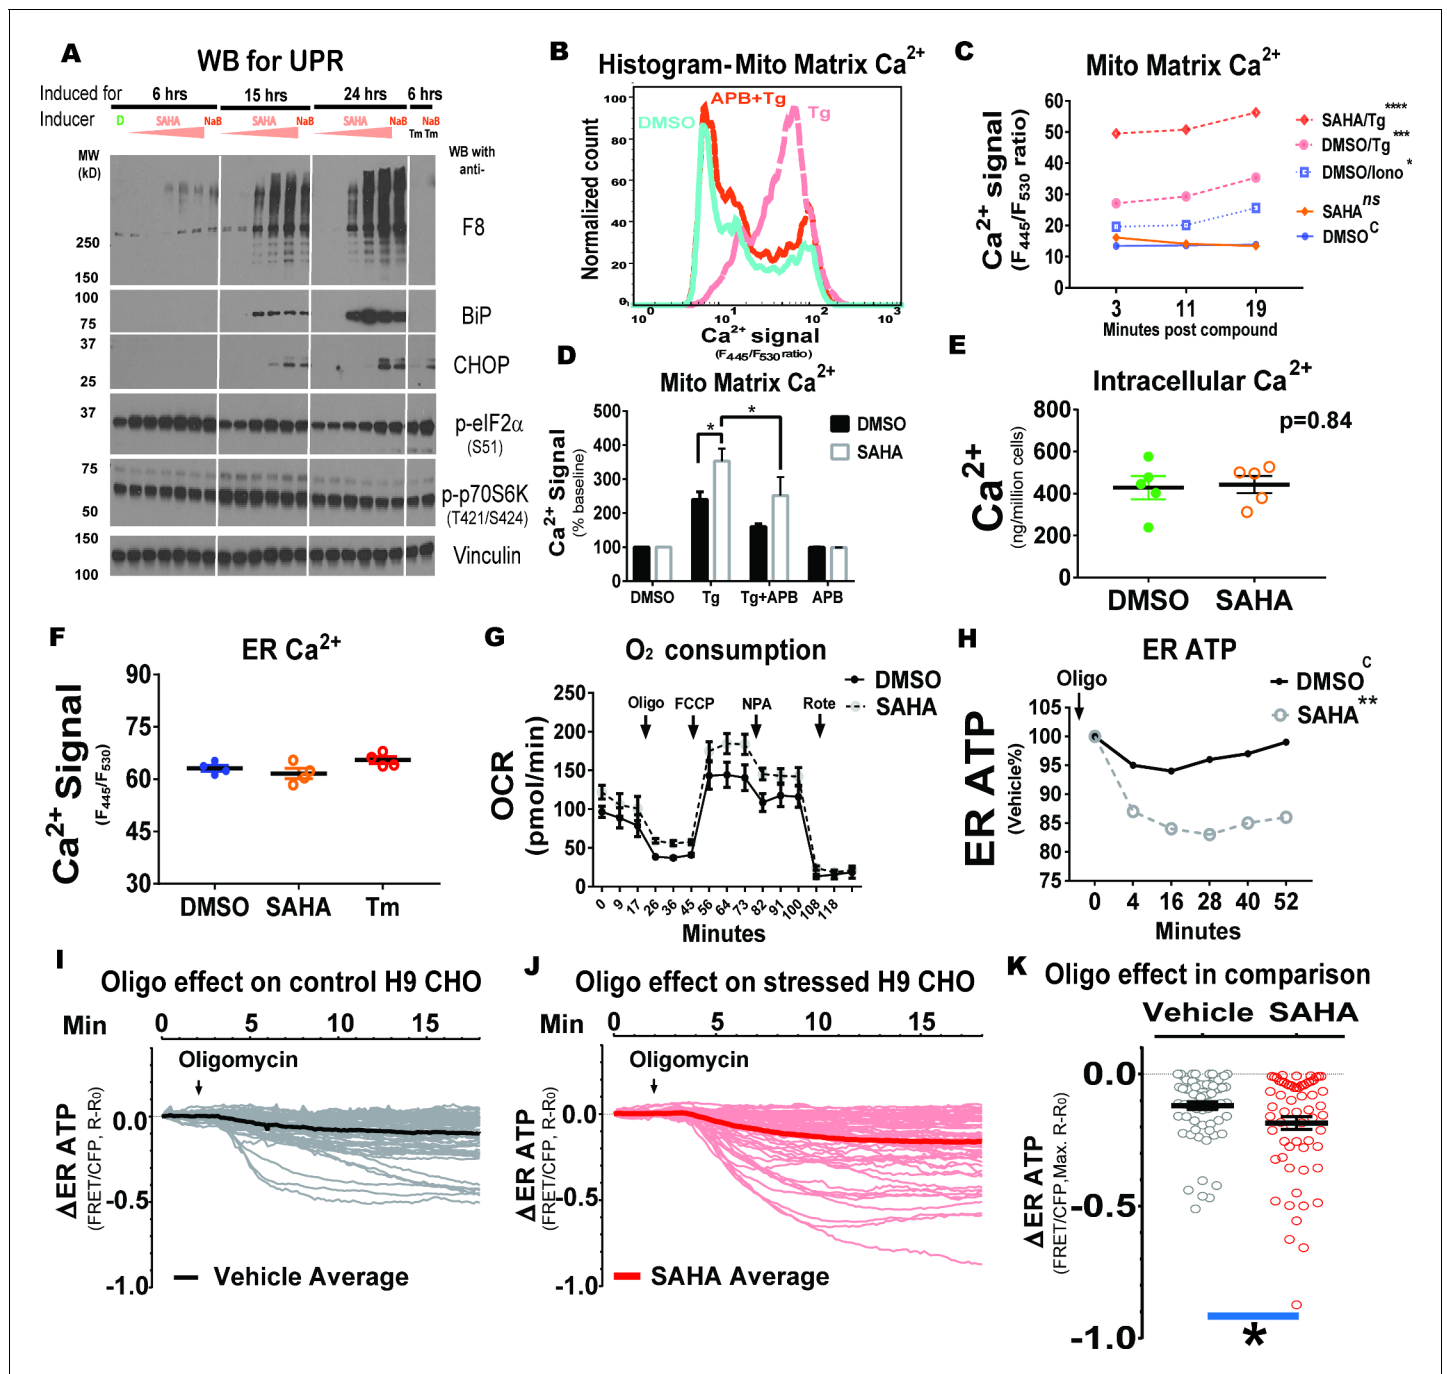 A
WB for UPR
Induced for 6 hrs 15 hrs 24 hrs 6 hrs
Inducer D SAHA NaB SAHA NaB SAHA NaB NaB
Tm Tm
MW
(kD)
WB with
anti-
F8
250
150
100
BiP
75
37
CHOP
25
37
p-eIF2α
(S51)
75
p-p70S6K
50
(T421/S424)
150
Vinculin
100
B
Histogram-Mito Matrix Ca2+
Normalized count
100
80
60
40
20
0
DMSO
APB+Tg
Tg
10^0 10^1 10^2 10^3
Ca2+ signal
(F445/F530 ratio)
C
Mito Matrix Ca2+
Ca2+ signal
(F445/F530 ratio)
60
50
40
30
20
10
0
3 11 19
Minutes post compound
SAHA/Tg ****
DMSO/Tg ***
DMSO/Iono *
SAHA ns
DMSO C
D
Mito Matrix Ca2+
Ca2+ Signal
(% baseline)
500
400
300
200
100
0
* *
DMSO
SAHA
DMSO Tg Tg+APB APB
E
Intracellular Ca2+
Ca2+
(ng/million cells)
800
600
400
200
0
p=0.84
DMSO SAHA
F
ER Ca2+
Ca2+ Signal
(F445/F530)
90
75
60
45
30
DMSO SAHA Tm
G
O2 consumption
OCR
(pmol/min)
250
200
150
100
50
0
Oligo FCCP NPA Rote
DMSO
SAHA
0 9 17 26 36 45 56 64 73 82 91 100 108 118
Minutes
H
ER ATP
Oligo
DMSO C
SAHA **
ER ATP
(Vehicle%)
105
100
95
90
85
80
75
0 4 16 28 40 52
Minutes
I
Oligo effect on control H9 CHO
Min 0 5 10 15
Oligomycin
ΔER ATP
(FRET/CFP, R-R0)
0.0
-0.5
-1.0
Vehicle Average
J
Oligo effect on stressed H9 CHO
Min 0 5 10 15
Oligomycin
ΔER ATP
(FRET/CFP, R-R0)
0.0
-0.5
-1.0
SAHA Average
K
Oligo effect in comparison
Vehicle SAHA
ΔER ATP
(FRET/CFP,Max. R-R0)
0.0
-0.5
-1.0
*